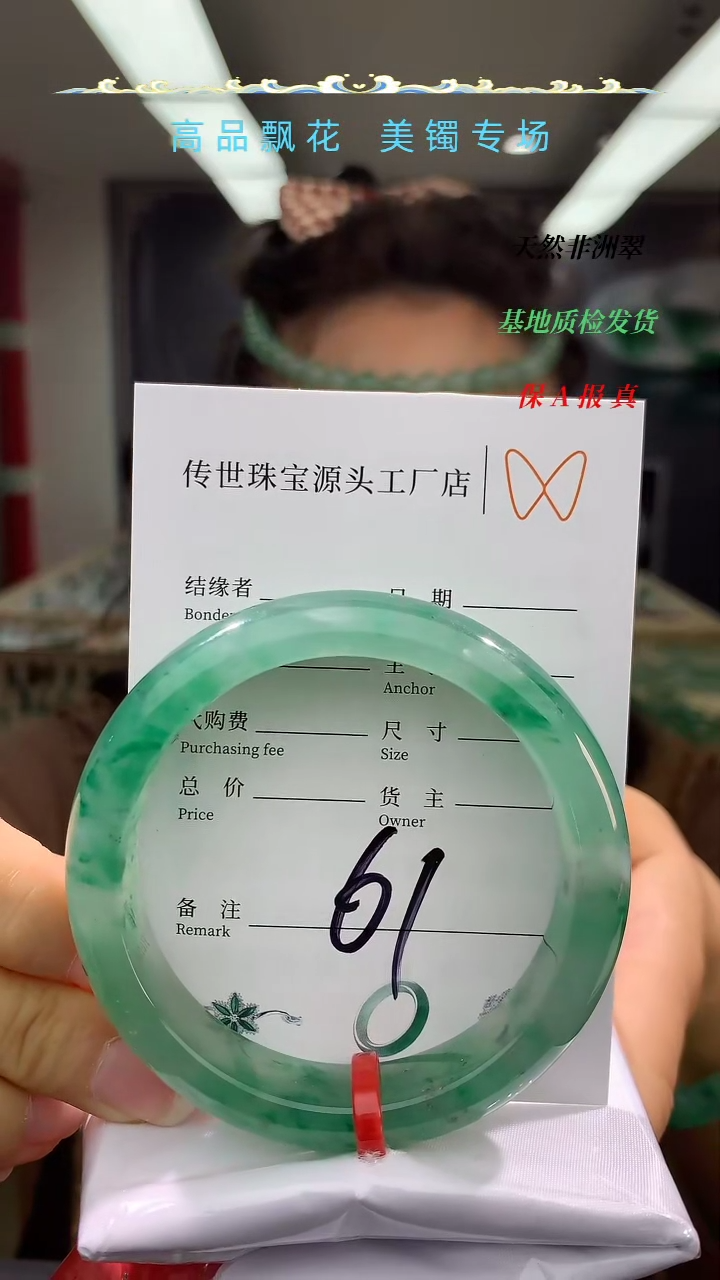 高品飘花 美镯专场
天然非洲翠
基地质检发货
保A报真
传世珠宝源头工厂店
结缘者 日 期
Bonde
主
Anchor
代购费 尺 寸
Purchasing fee Size
总 价 货 主
Price Owner
61
备 注
Remark